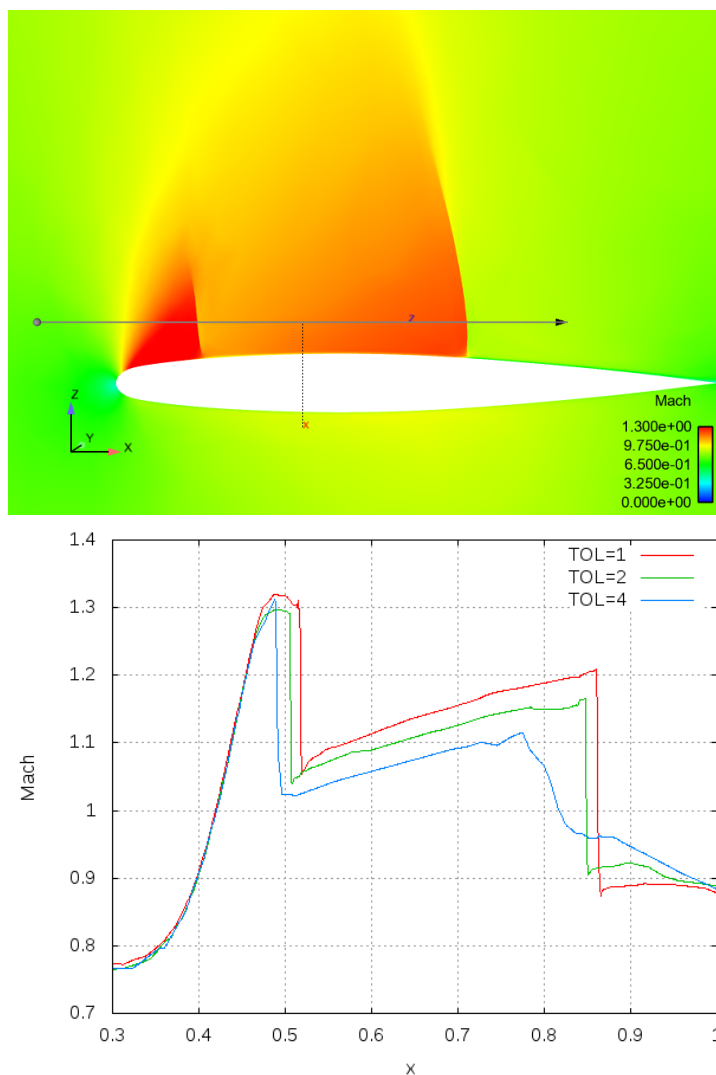 z
x
Z
Y
X
Mach
1.300e+00
9.750e-01
6.500e-01
3.250e-01
0.000e+00
1.4
1.3
1.2
1.1
1
0.9
0.8
0.7
Mach
TOL=1
TOL=2
TOL=4
0.3 0.4 0.5 0.6 0.7 0.8 0.9 1
x